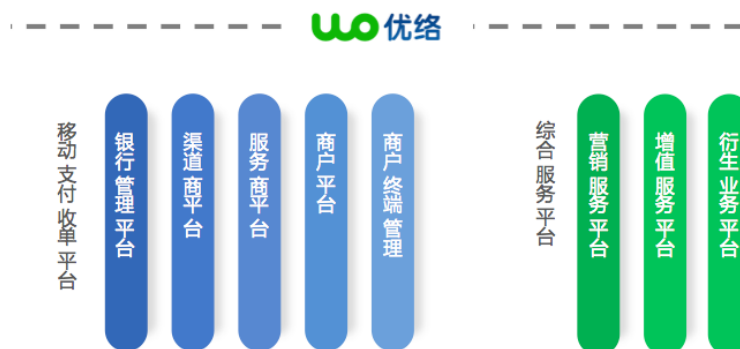 UUO优络
移动支付收单平台
银行管理平台
渠道商平台
服务商平台
商户平台
商户终端管理
综合服务平台
营销服务平台
增值服务平台
衍生业务平台